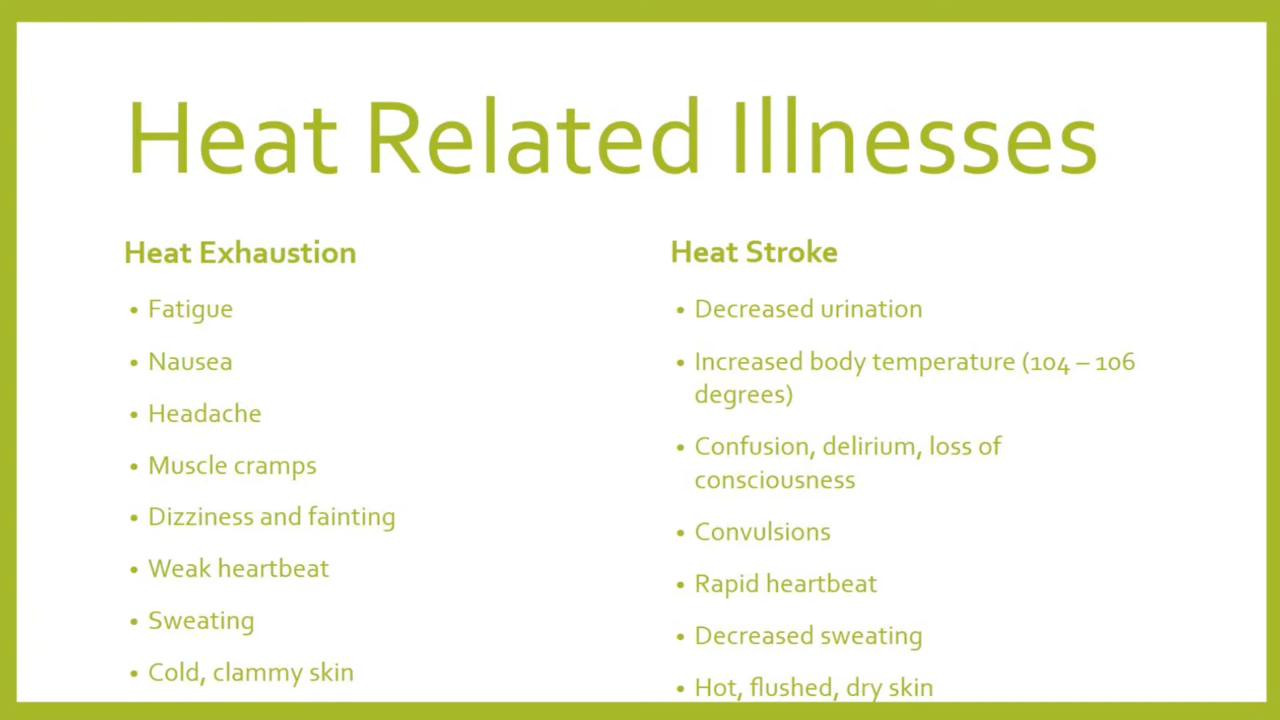 Heat Related Illnesses
Heat Exhaustion
• Fatigue
• Nausea
• Headache
• Muscle cramps
• Dizziness and fainting
• Weak heartbeat
• Sweating
• Cold, clammy skin
Heat Stroke
• Decreased urination
• Increased body temperature (104 – 106
degrees)
• Confusion, delirium, loss of
consciousness
• Convulsions
• Rapid heartbeat
• Decreased sweating
• Hot, flushed, dry skin